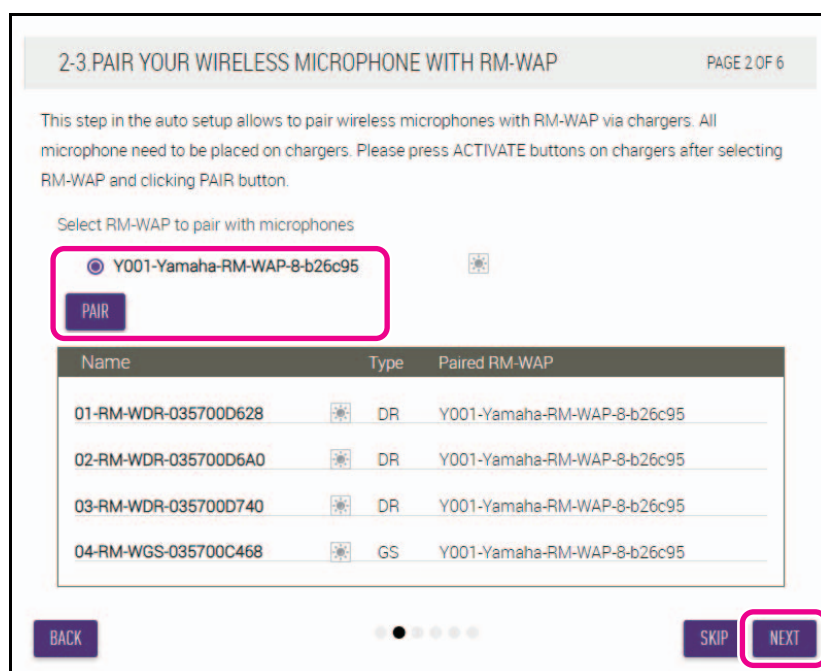 2-3.PAIR YOUR WIRELESS MICROPHONE WITH RM-WAP PAGE 2 OF 6
This step in the auto setup allows to pair wireless microphones with RM-WAP via chargers. All
microphone need to be placed on chargers. Please press ACTIVATE buttons on chargers after selecting
RM-WAP and clicking PAIR button.
Select RM-WAP to pair with microphones
Y001-Yamaha-RM-WAP-8-b26c95
PAIR
Name Type Paired RM-WAP
01-RM-WDR-035700D628 DR Y001-Yamaha-RM-WAP-8-b26c95
02-RM-WDR-035700D6A0 DR Y001-Yamaha-RM-WAP-8-b26c95
03-RM-WDR-035700D740 DR Y001-Yamaha-RM-WAP-8-b26c95
04-RM-WGS-035700C468 GS Y001-Yamaha-RM-WAP-8-b26c95
BACK SKIP NEXT